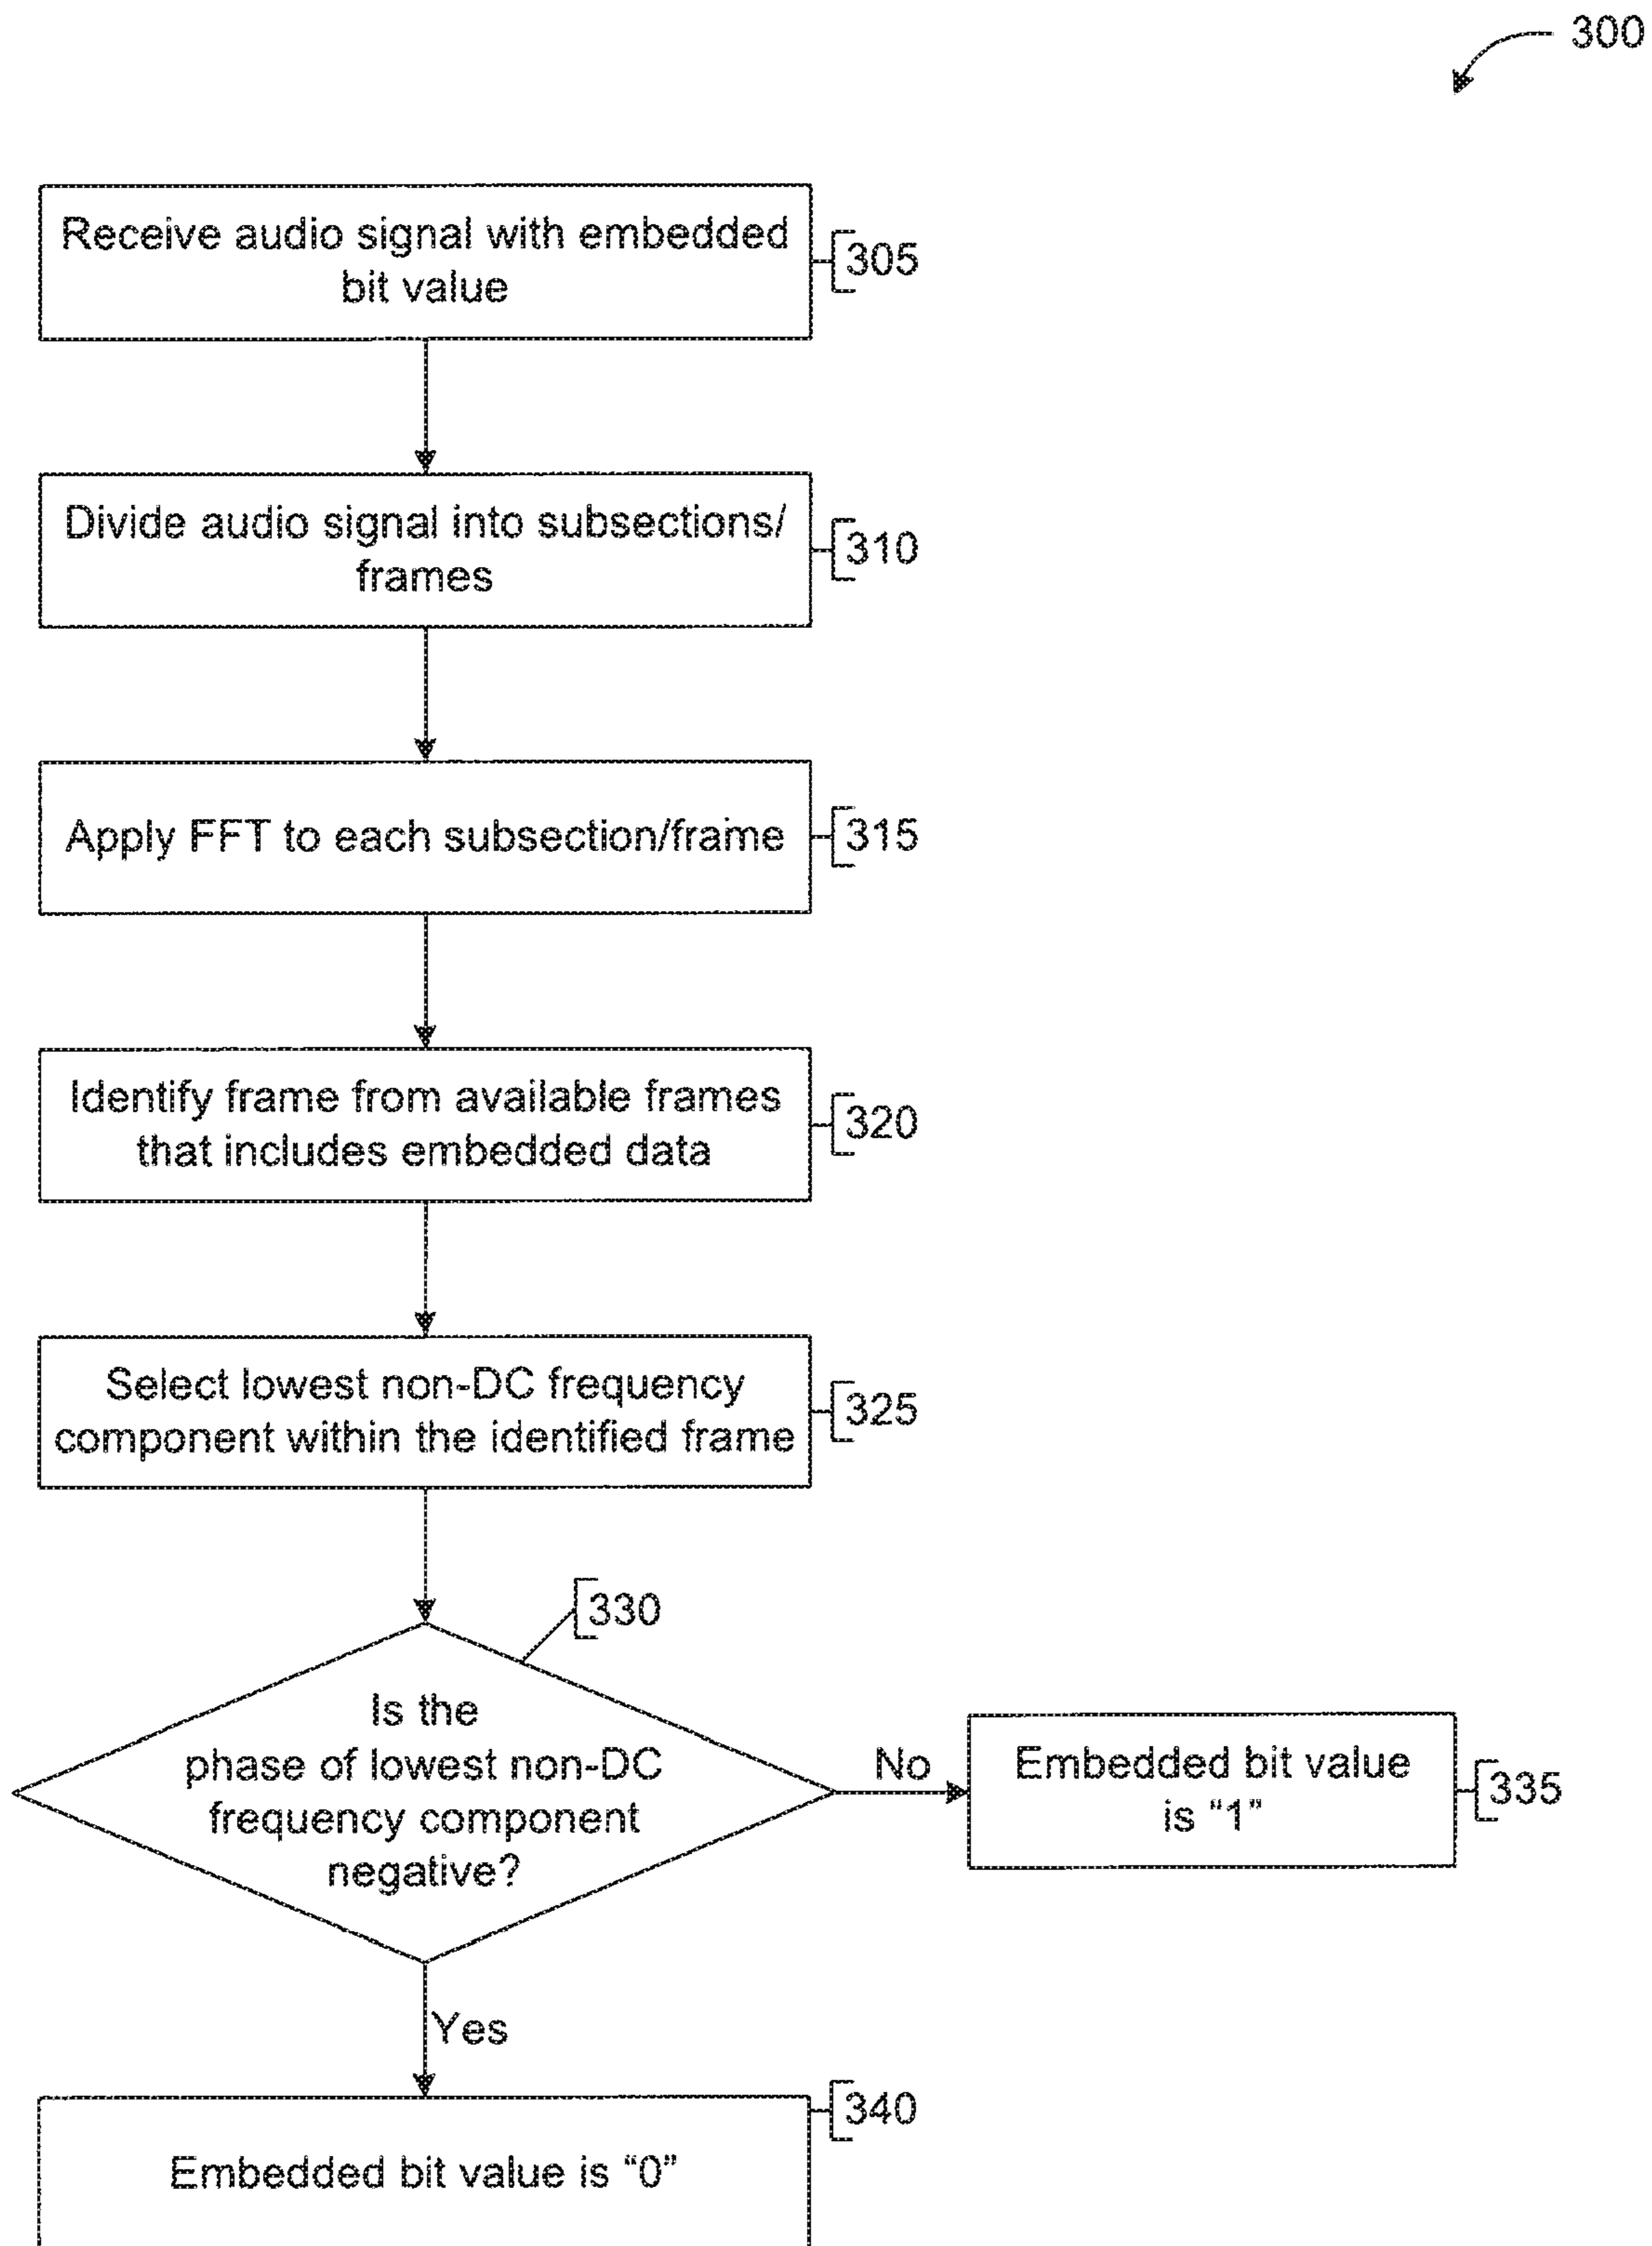 300
Receive audio signal with embedded
bit value
305
Divide audio signal into subsections/
frames
310
Apply FFT to each subsection/frame
315
Identify frame from available frames
that includes embedded data
320
Select lowest non-DC frequency
component within the identified frame
325
330
Is the
phase of lowest non-DC
frequency component
negative?
No
Embedded bit value
is “1”
335
Yes
340
Embedded bit value is “0”